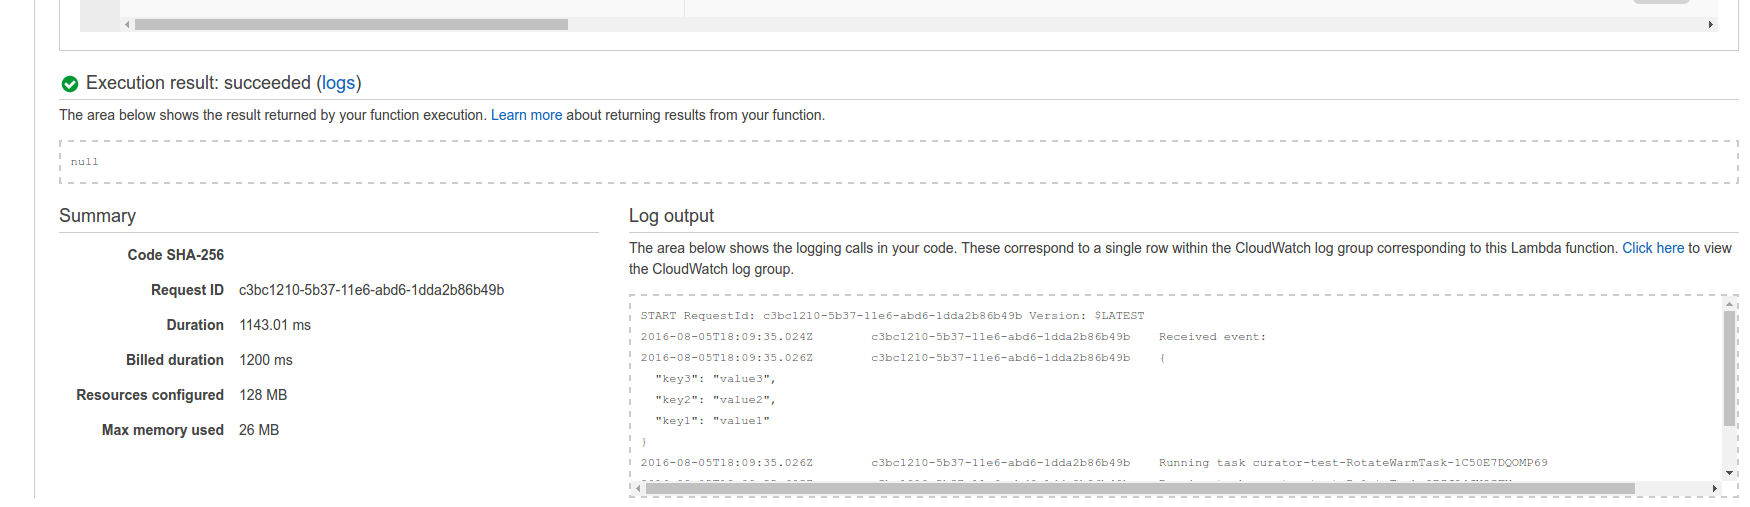 Execution result: succeeded (logs)
The area below shows the result returned by your function execution. Learn more about returning results from your function.
null
Summary
Code SHA-256
Request ID c3bc1210-5b37-11e6-abd6-1dda2b86b49b
Duration 1143.01 ms
Billed duration 1200 ms
Resources configured 128 MB
Max memory used 26 MB
Log output
The area below shows the logging calls in your code. These correspond to a single row within the CloudWatch log group corresponding to this Lambda function. Click here to view
the CloudWatch log group.
START RequestId: c3bc1210-5b37-11e6-abd6-1dda2b86b49b Version: $LATEST
2016-08-05T18:09:35.024Z c3bc1210-5b37-11e6-abd6-1dda2b86b49b Received event:
2016-08-05T18:09:35.026Z c3bc1210-5b37-11e6-abd6-1dda2b86b49b {
"key3": "value3",
"key2": "value2",
"key1": "value1"
}
2016-08-05T18:09:35.026Z c3bc1210-5b37-11e6-abd6-1dda2b86b49b Running task curator-test-RotateWarmTask-1C50E7DQOMP69